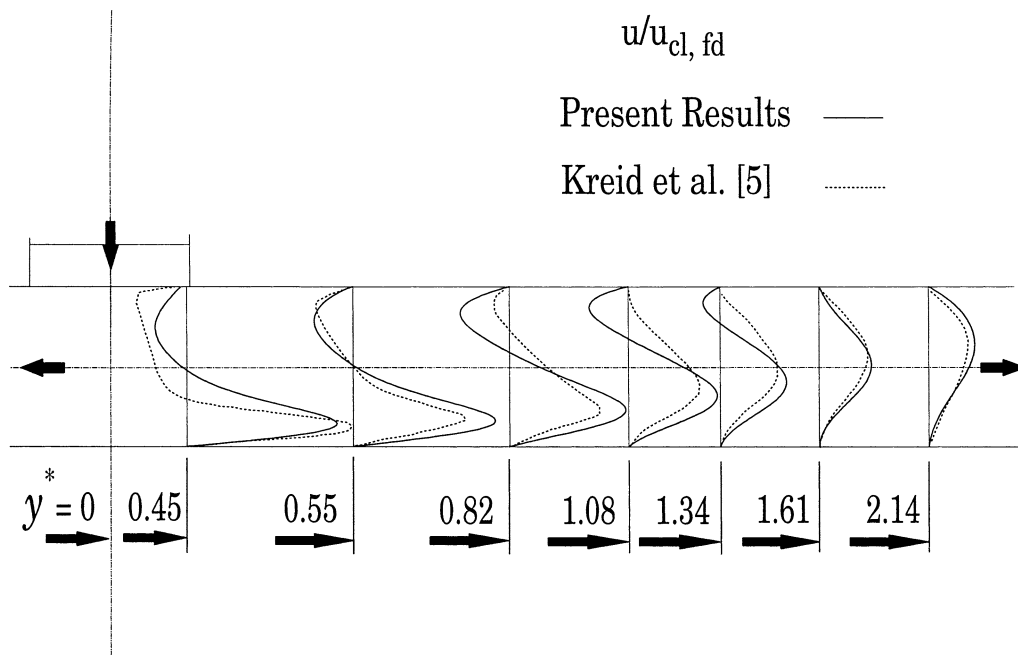 u/u_cl, fd
Present Results
Kreid et al. [5]
y* = 0 0.45 0.55 0.82 1.08 1.34 1.61 2.14